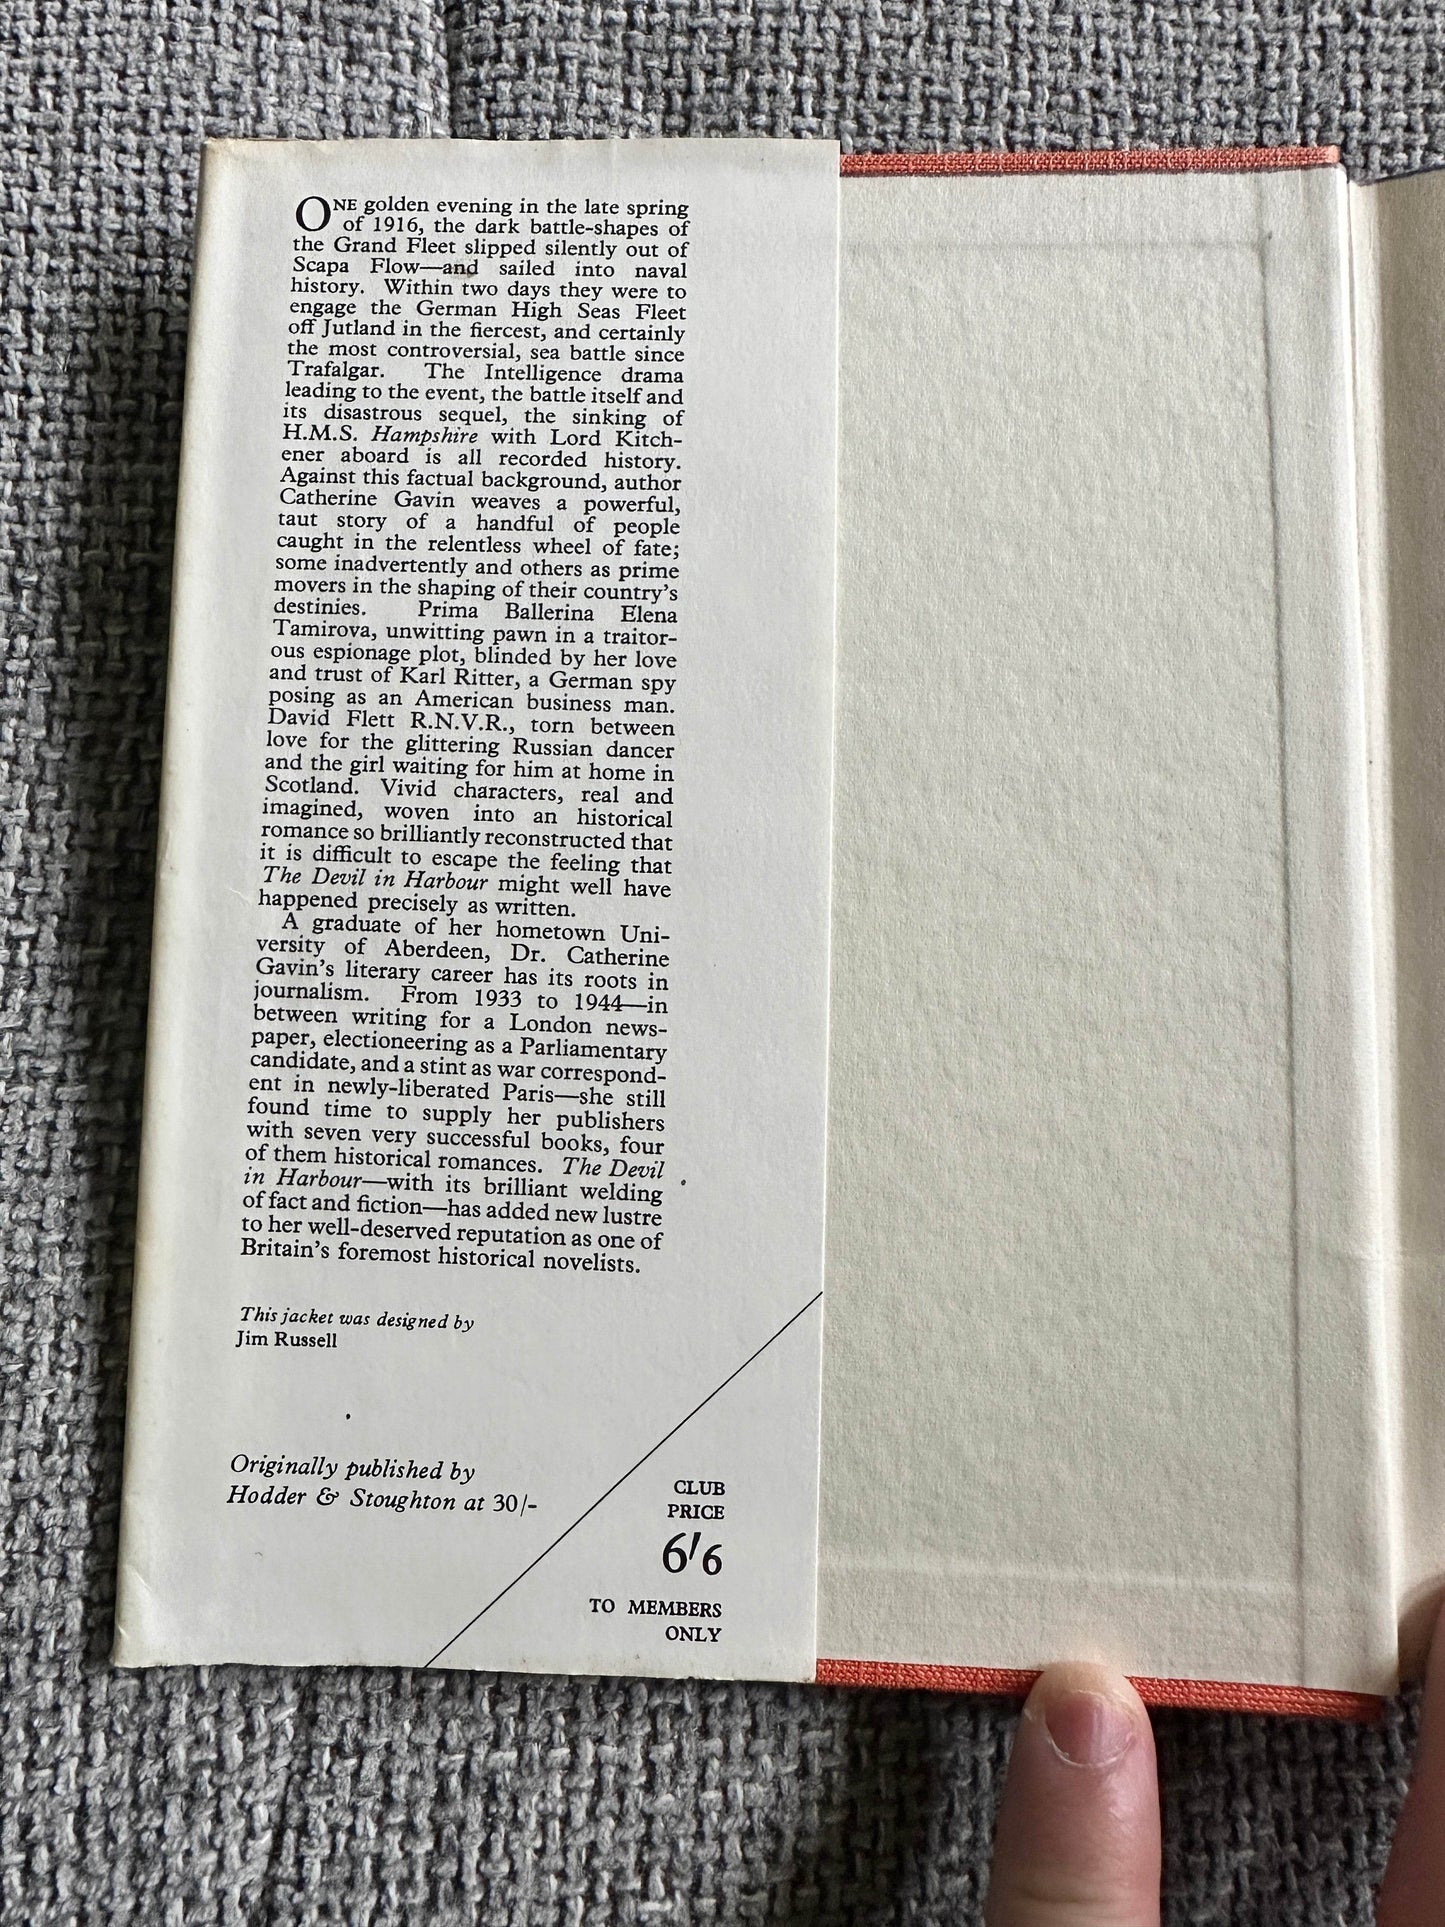 ONE golden evening in the late spring
of 1916, the dark battle-shapes of
the Grand Fleet slipped silently out of
Scapa Flow—and sailed into naval
history. Within two days they were to
engage the German High Seas Fleet
off Jutland in the fiercest, and certainly
the most controversial, sea battle since
Trafalgar. The Intelligence drama
leading to the event, the battle itself and
its disastrous sequel, the sinking of
H.M.S. Hampshire with Lord Kitch-
ener aboard is all recorded history.
Against this factual background, author
Catherine Gavin weaves a powerful,
taut story of a handful of people
caught in the relentless wheel of fate;
some inadvertently and others as prime
movers in the shaping of their country's
destinies. Prima Ballerina Elena
Tamirova, unwitting pawn in a traitor-
ous espionage plot, blinded by her love
and trust of Karl Ritter, a German spy
posing as an American business man.
David Flett R.N.V.R., torn between
love for the glittering Russian dancer
and the girl waiting for him at home in
Scotland. Vivid characters, real and
imagined, woven into an historical
romance so brilliantly reconstructed that
it is difficult to escape the feeling that
The Devil in Harbour might well have
happened precisely as written.
A graduate of her hometown Uni-
versity of Aberdeen, Dr. Catherine
Gavin's literary career has its roots in
journalism. From 1933 to 1944—in
between writing for a London news-
paper, electioneering as a Parliamentary
candidate, and a stint as war correspond-
ent in newly-liberated Paris—she still
found time to supply her publishers
with seven very successful books, four
of them historical romances. The Devil
in Harbour—with its brilliant welding
of fact and fiction—has added new lustre
to her well-deserved reputation as one of
Britain's foremost historical novelists.
This jacket was designed by
Jim Russell
Originally published by
Hodder & Stoughton at 30/-
CLUB
PRICE
6/6
TO MEMBERS
ONLY